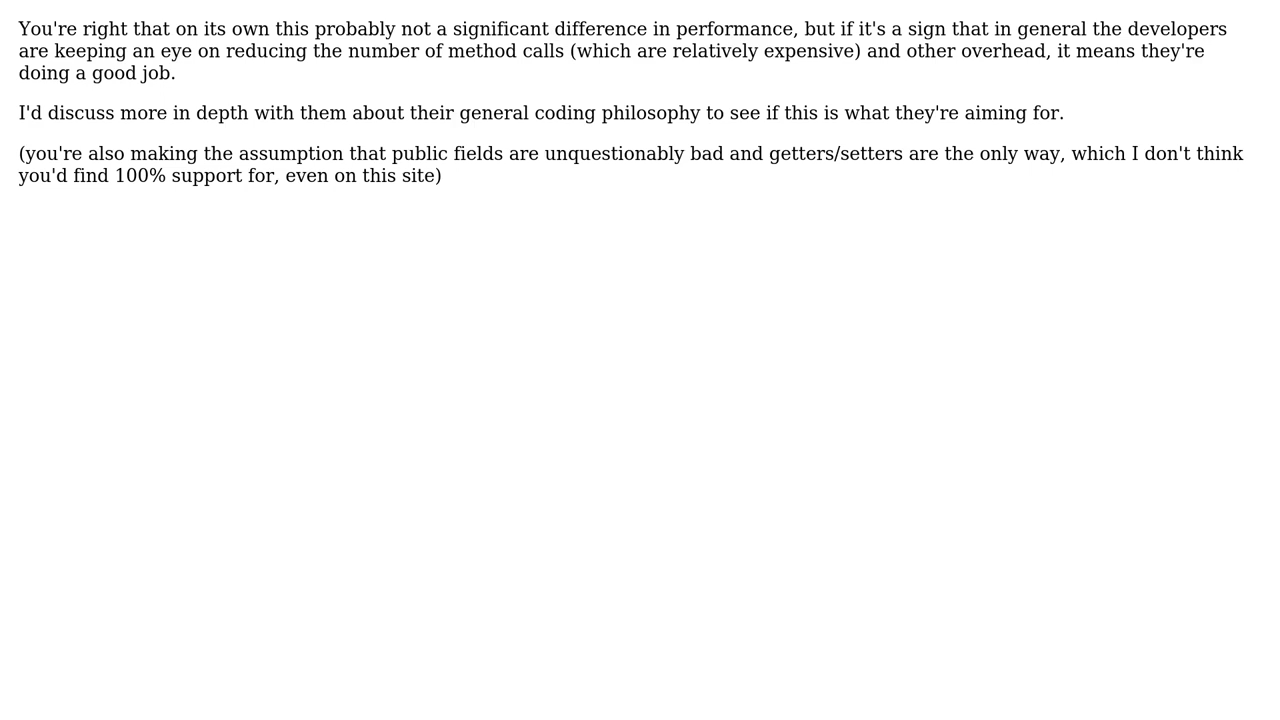 You're right that on its own this probably not a significant difference in performance, but if it's a sign that in general the developers
are keeping an eye on reducing the number of method calls (which are relatively expensive) and other overhead, it means they're
doing a good job.
I'd discuss more in depth with them about their general coding philosophy to see if this is what they're aiming for.
(you're also making the assumption that public fields are unquestionably bad and getters/setters are the only way, which I don't think
you'd find 100% support for, even on this site)